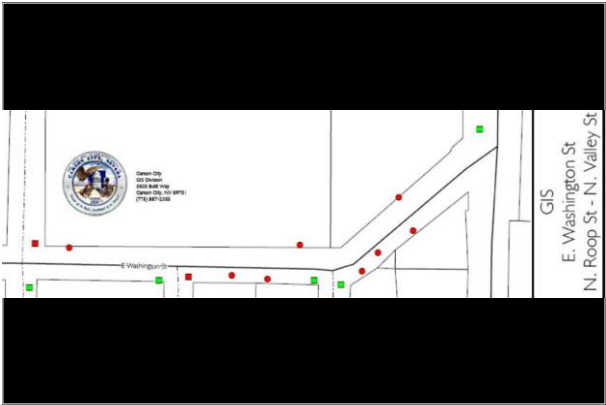 Carson City
GIS Division
3505 Butti Way
Carson City, NV 89701
E Washington St
GIS
E. Washington St
N. Roop St - N. Valley St